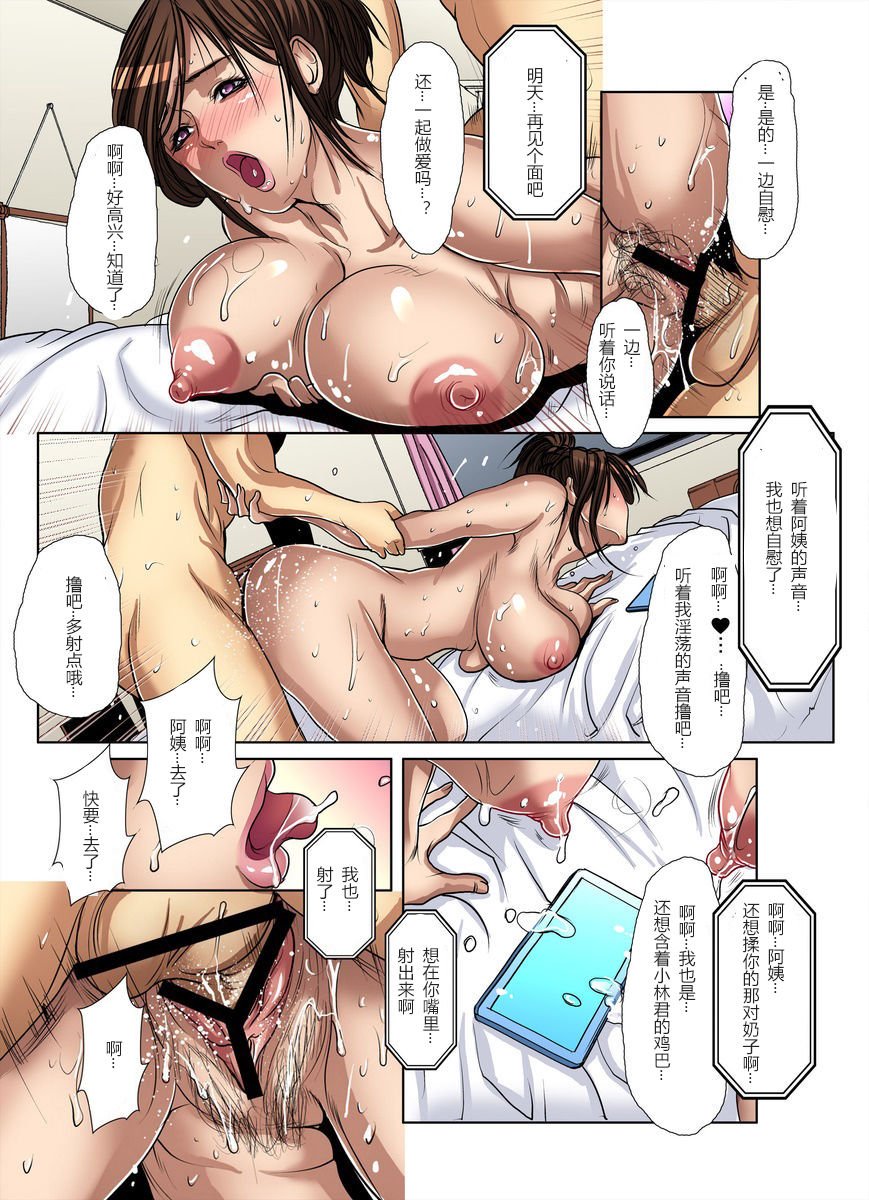 是…是的…一边自慰…
一边…
听着你说话…
明天…再见个面吧
还…一起做爱吗…?
啊啊…好高兴…知道了…
听着阿姨的声音…
我也想自慰了…
啊啊…♥…撸吧…
听着我淫荡的声音撸吧…
撸吧…多射点哦…
啊啊…阿姨…
还想揉你的那对奶子啊…
啊啊…我也是…
还想含着小林君的鸡巴…
想在你嘴里
射出来啊
啊啊…
阿姨…去了…
快要…去了…
我也…
射了…
啊…